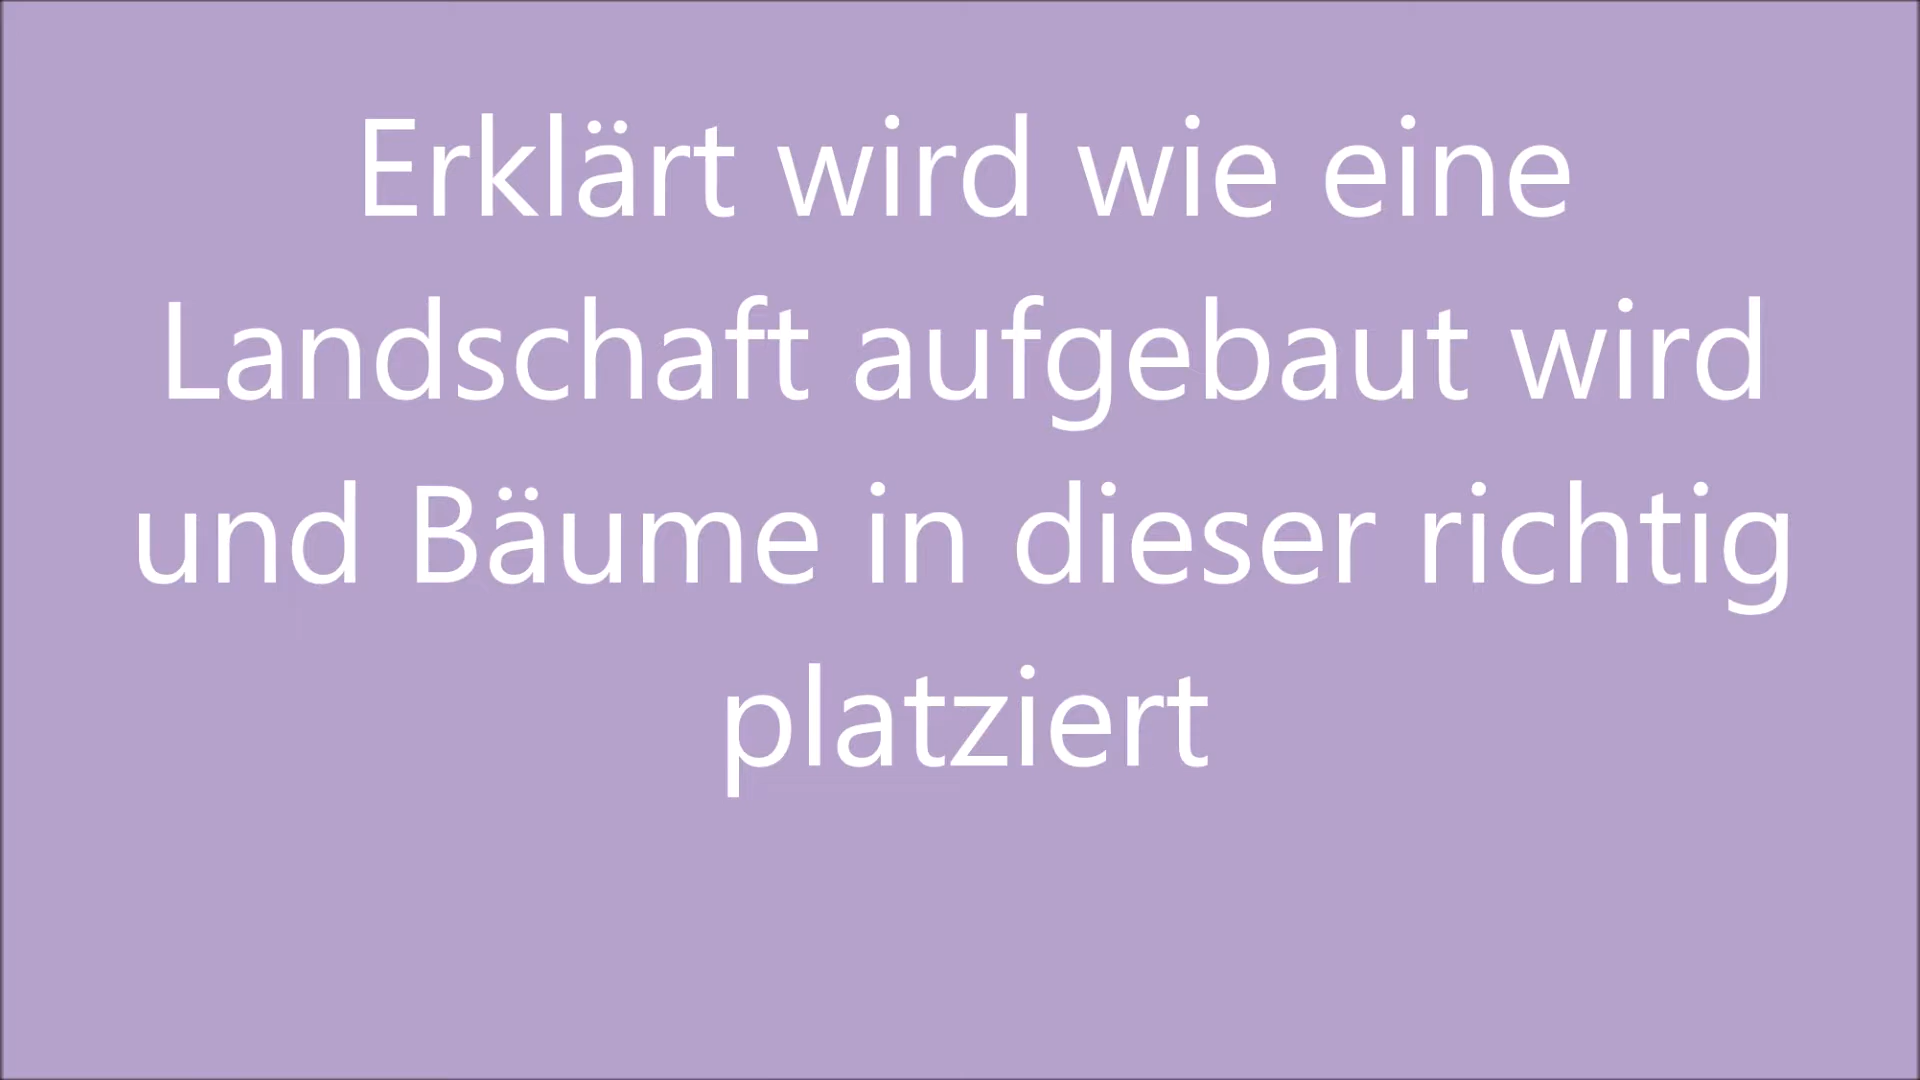 Erklärt wird wie eine
Landschaft aufgebaut wird
und Bäume in dieser richtig
platziert